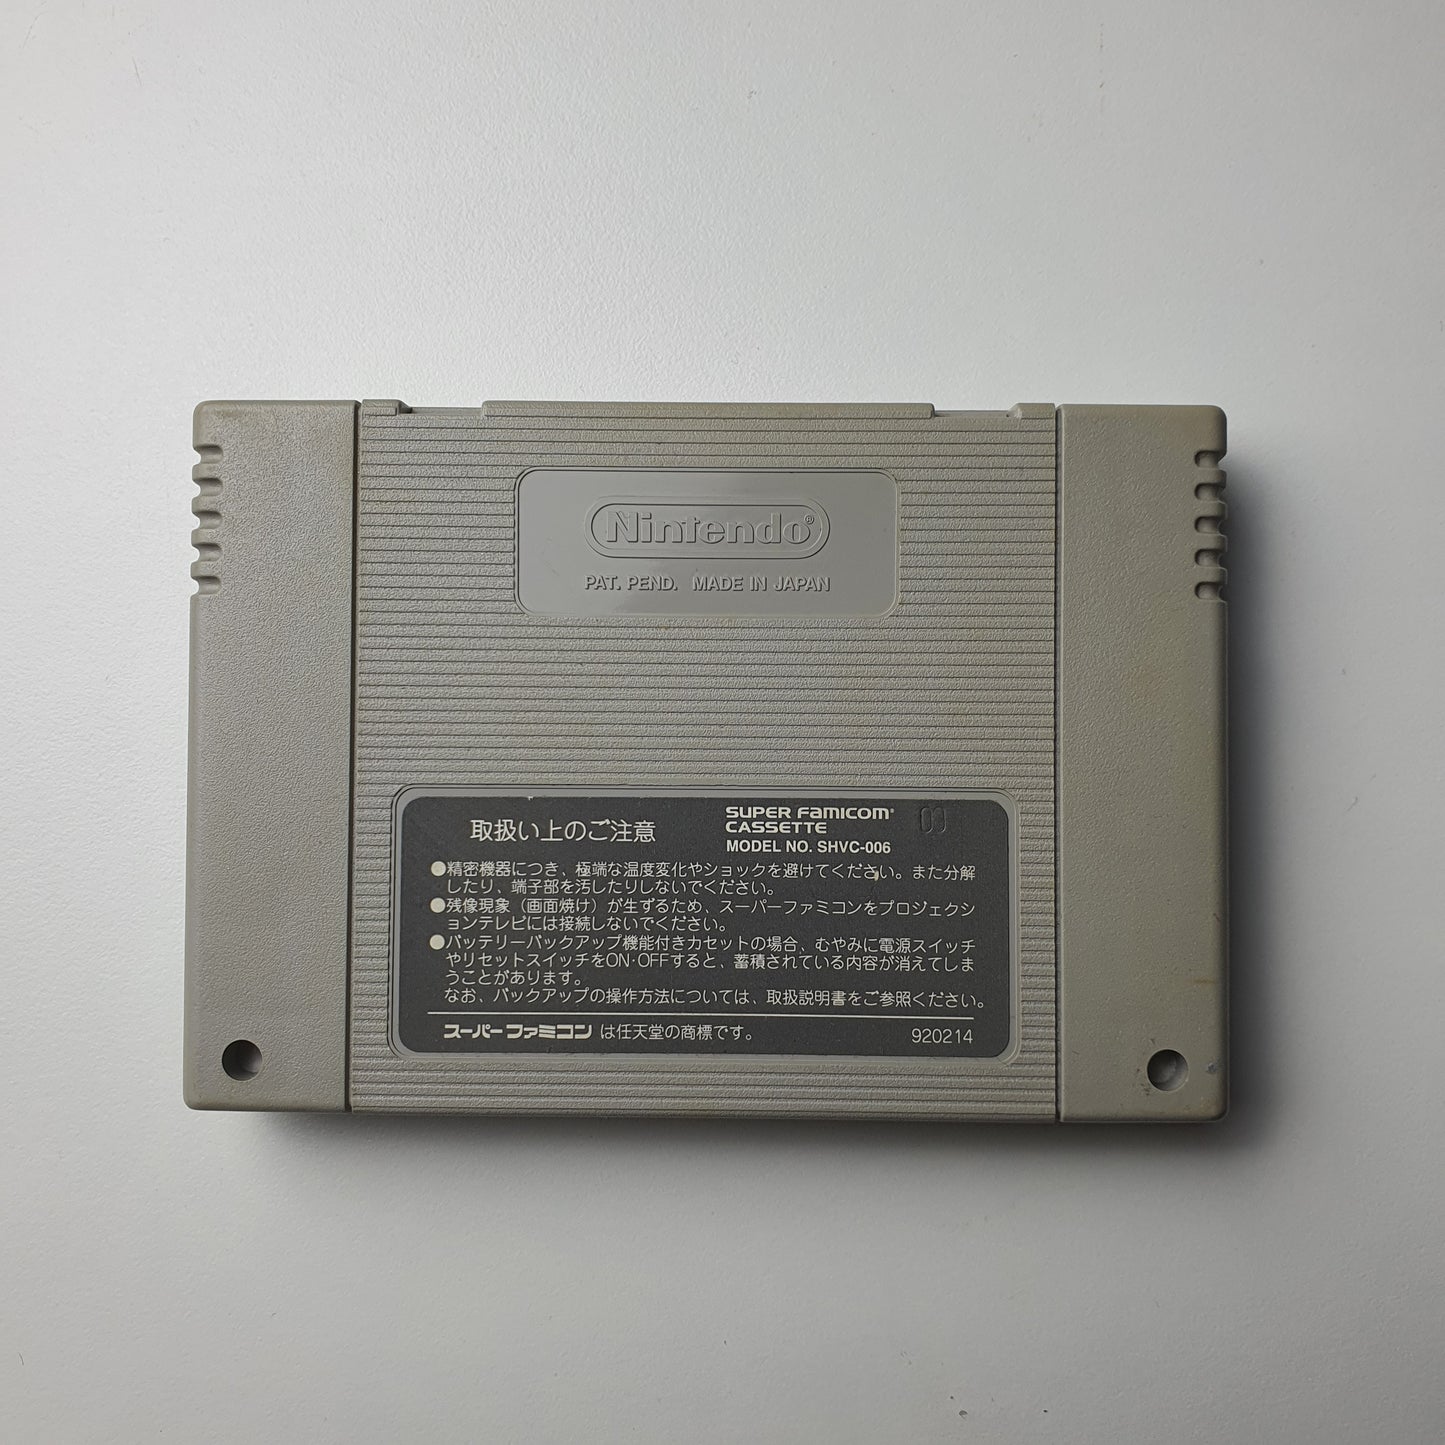 Nintendo®
PAT. PEND. MADE IN JAPAN
取扱い上のご注意
SUPER FAMICOM®
CASSETTE
MODEL NO. SHVC-006
00
●精密機器につき、極端な温度変化やショックを避けてください。また分解
したり、端子部を汚したりしないでください。
●残像現象（画面焼け）が生ずるため、スーパーファミコンをプロジェクシ
ョンテレビには接続しないでください。
●バッテリーバックアップ機能付きカセットの場合、むやみに電源スイッチ
やリセットスイッチをON・OFFすると、蓄積されている内容が消えてしま
うことがあります。
なお、バックアップの操作方法については、取扱説明書をご参照ください。
スーパーファミコンは任天堂の商標です。
920214